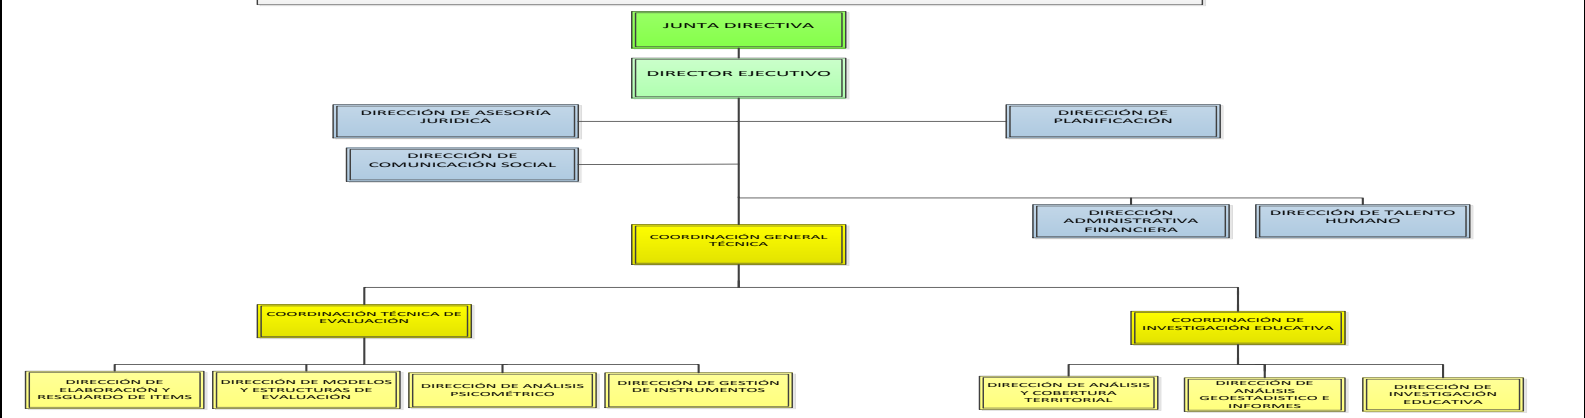 JUNTA DIRECTIVA
DIRECTOR EJECUTIVO
DIRECCIÓN DE ASESORÍA
JURIDICA
DIRECCIÓN DE
PLANIFICACIÓN
DIRECCIÓN DE
COMUNICACIÓN SOCIAL
DIRECCIÓN
ADMINISTRATIVA
FINANCIERA
DIRECCIÓN DE TALENTO
HUMANO
COORDINACIÓN GENERAL
TÉCNICA
COORDINACIÓN TÉCNICA DE
EVALUACIÓN
COORDINACIÓN DE
INVESTIGACIÓN EDUCATIVA
DIRECCIÓN DE
ELABORACIÓN Y
RESGUARDO DE ITEMS
DIRECCIÓN DE MODELOS
Y ESTRUCTURAS DE
EVALUACIÓN
DIRECCIÓN DE ANÁLISIS
PSICOMÉTRICO
DIRECCIÓN DE GESTIÓN
DE INSTRUMENTOS
DIRECCIÓN DE ANÁLISIS
Y COBERTURA
TERRITORIAL
DIRECCIÓN DE
ANÁLISIS
GEOESTADISTICO E
INFORMES
DIRECCIÓN DE
INVESTIGACIÓN
EDUCATIVA